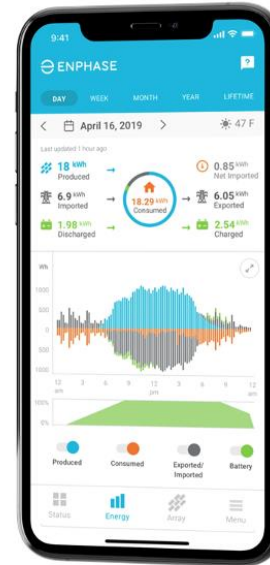 9:41
ENPHASE
?
DAY WEEK MONTH YEAR LIFETIME
< April 16, 2019 > 47 F
Last updated 1 hour ago
18 kWh
Produced
0.85 kWh
Net Imported
6.9 kWh
Imported
18.29 kWh
Consumed
6.05 kWh
Exported
1.98 kWh
Discharged
2.54 kWh
Charged
Wh
1000
500
0
500
1000
12 am 3 6 9 12 pm 3 6 9 12 am
100%
0%
Produced Consumed Exported/Imported Battery
Status Energy Array Menu